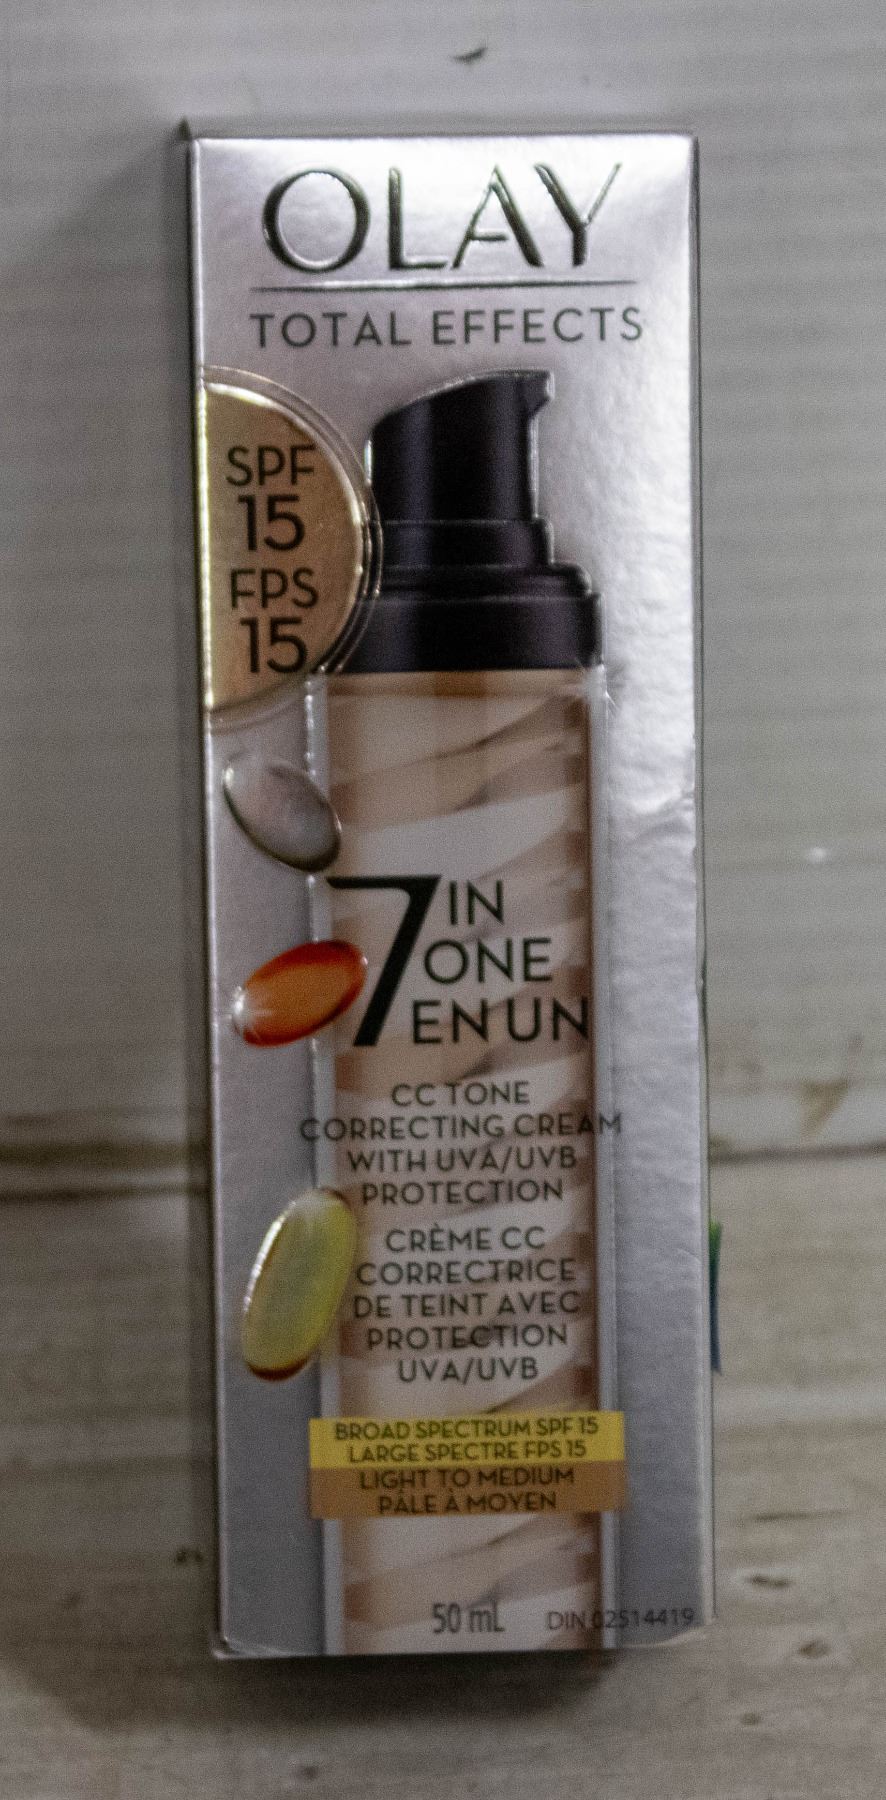 OLAY
TOTAL EFFECTS
SPF
15
FPS
15
7 IN
ONE
EN UN
CC TONE
CORRECTING CREAM
WITH UVA/UVB
PROTECTION
CRÈME CC
CORRECTRICE
DE TEINT AVEC
PROTECTION
UVA/UVB
BROAD SPECTRUM SPF 15
LARGE SPECTRE FPS 15
LIGHT TO MEDIUM
PÂLE À MOYEN
50 mL DIN 02514419